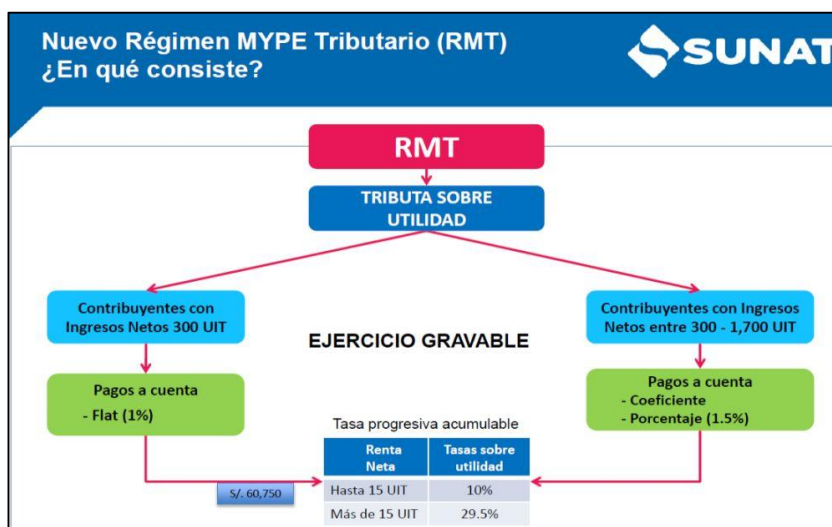 Nuevo Régimen MYPE Tributario (RMT)
¿En qué consiste?
SUNAT
RMT
TRIBUTA SOBRE
UTILIDAD
Contribuyentes con
Ingresos Netos 300 UIT
Contribuyentes con Ingresos
Netos entre 300 - 1,700 UIT
EJERCICIO GRAVABLE
Pagos a cuenta
- Flat (1%)
Pagos a cuenta
- Coeficiente
- Porcentaje (1.5%)
Tasa progresiva acumulable
Renta
Neta
Tasas sobre
utilidad
S/. 60,750
Hasta 15 UIT 10%
Más de 15 UIT 29.5%